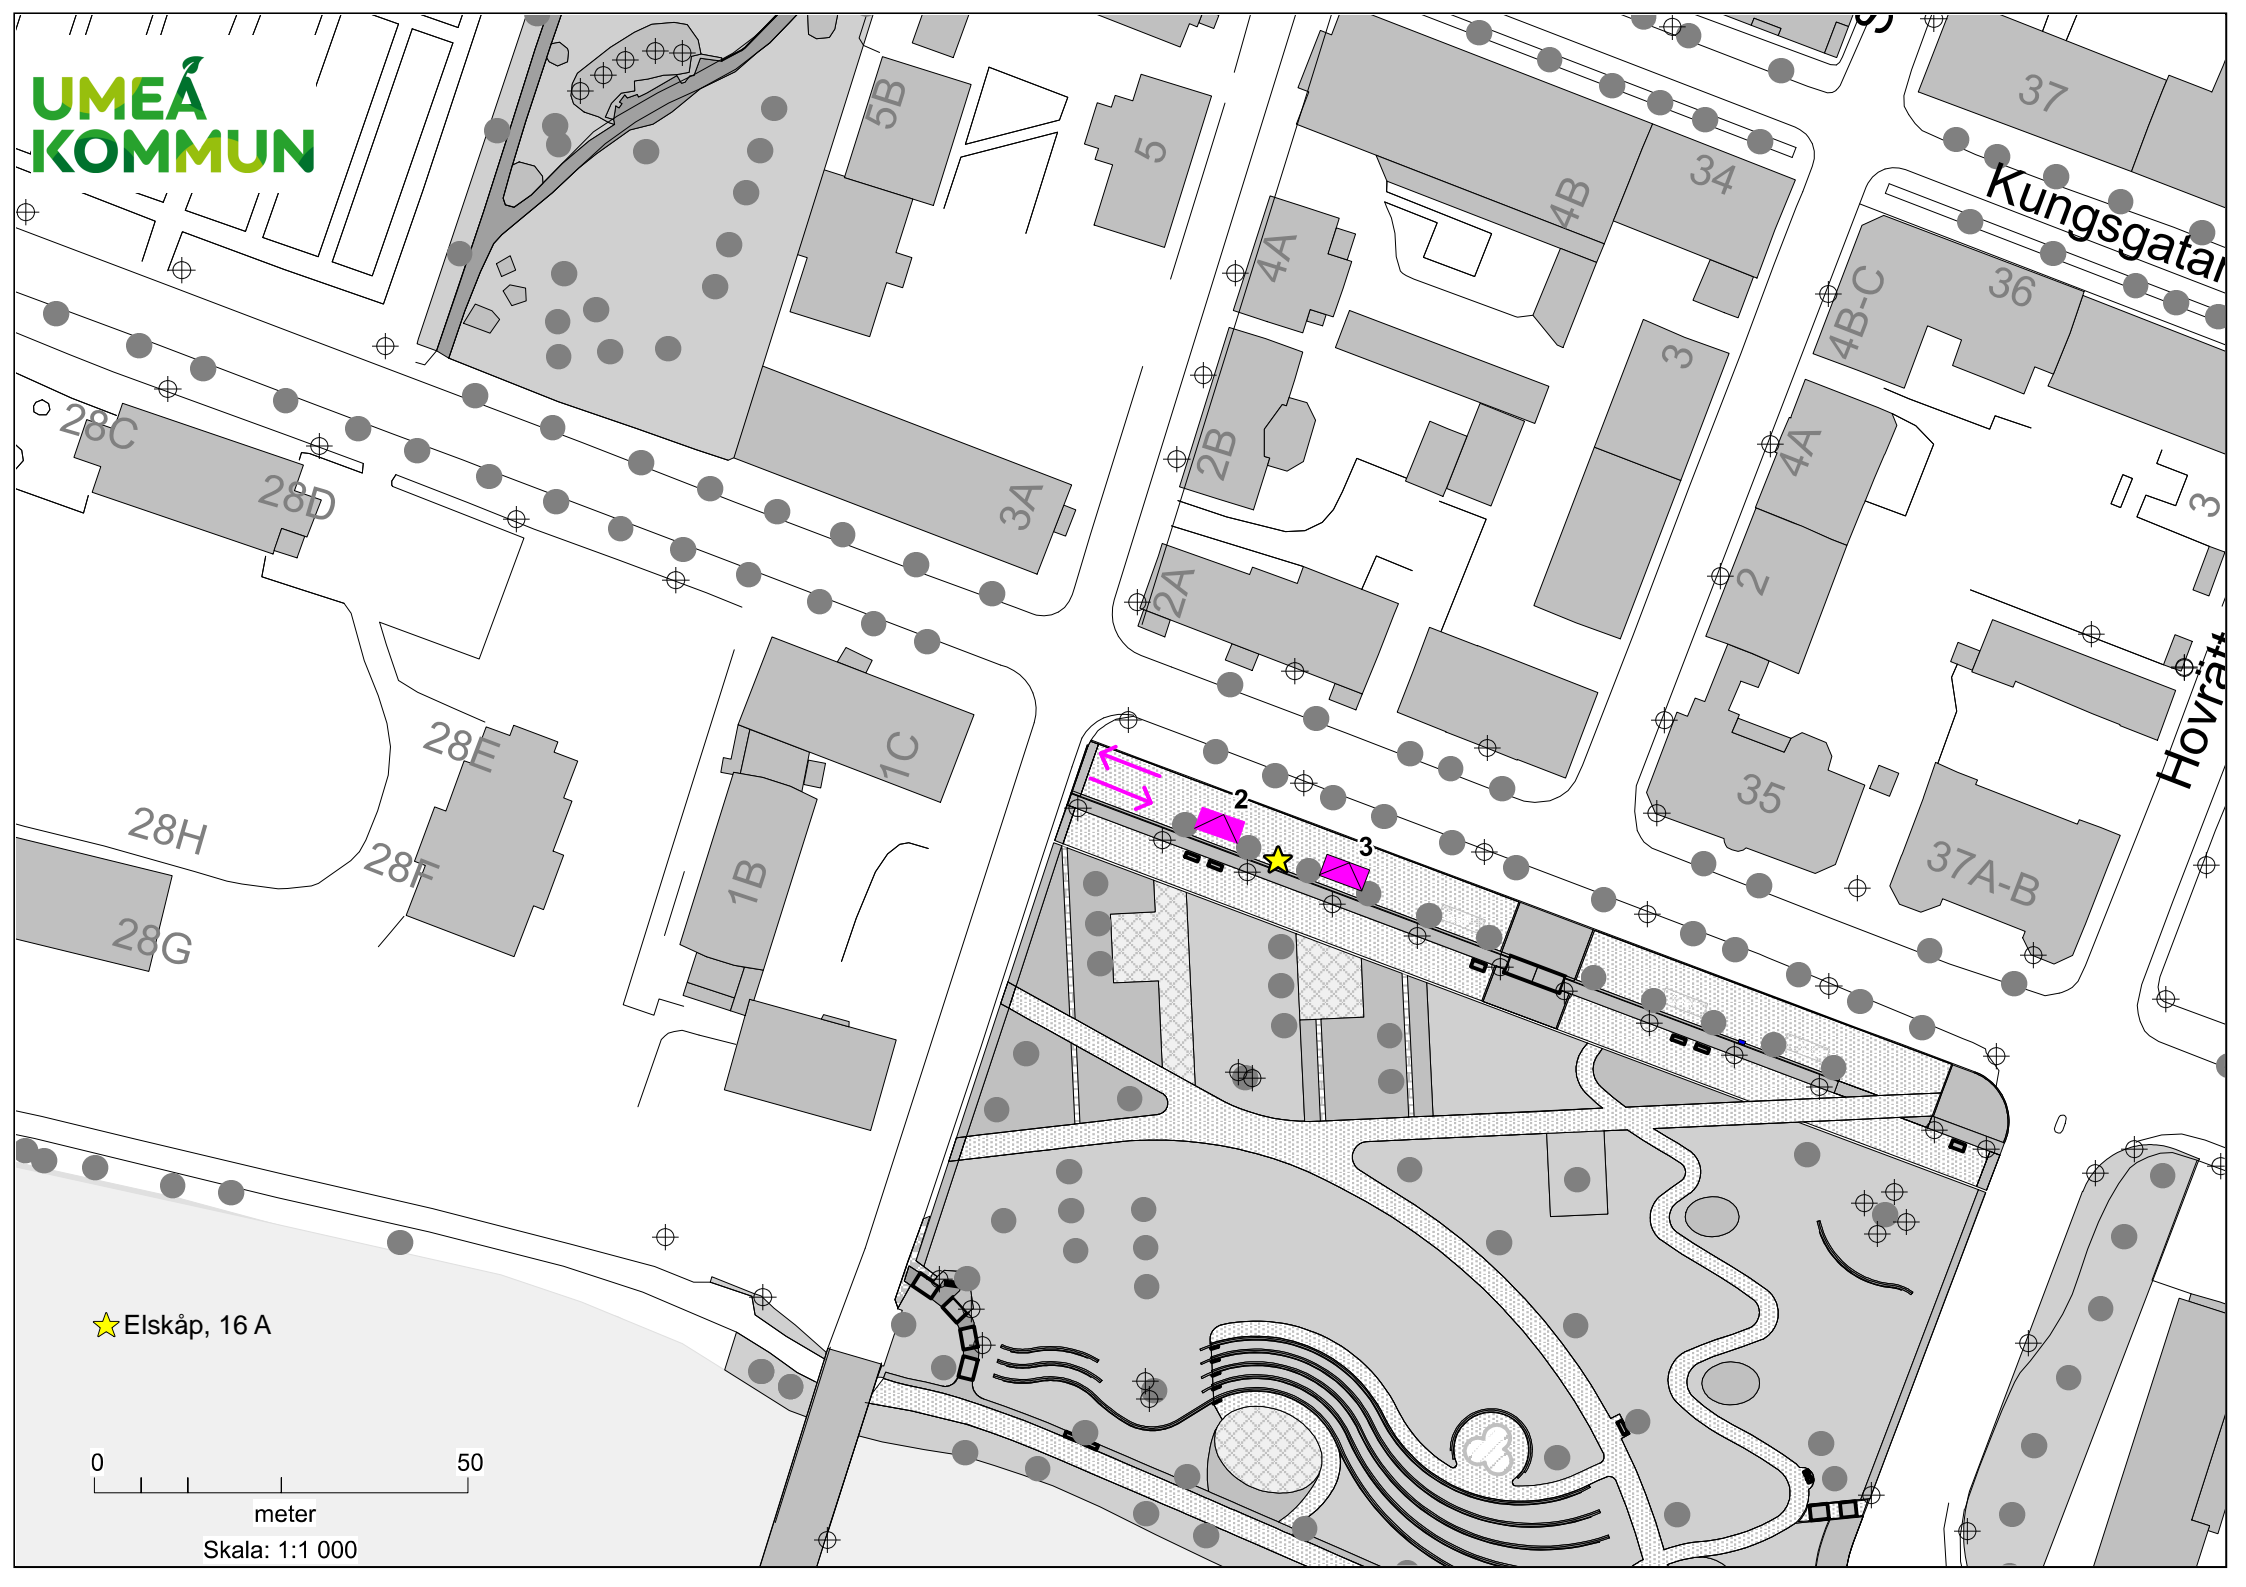 UMEÅ
KOMMUN
5B
5
37
34
4B
Kungsgatan
4A
4B-C
36
3
28C
28D
3A
2B
4A
3
2A
2
Hovrätt
28E
1C
35
28H
28F
1B
2
3
37A-B
28G
Elskåp, 16 A
0 50
meter
Skala: 1:1 000